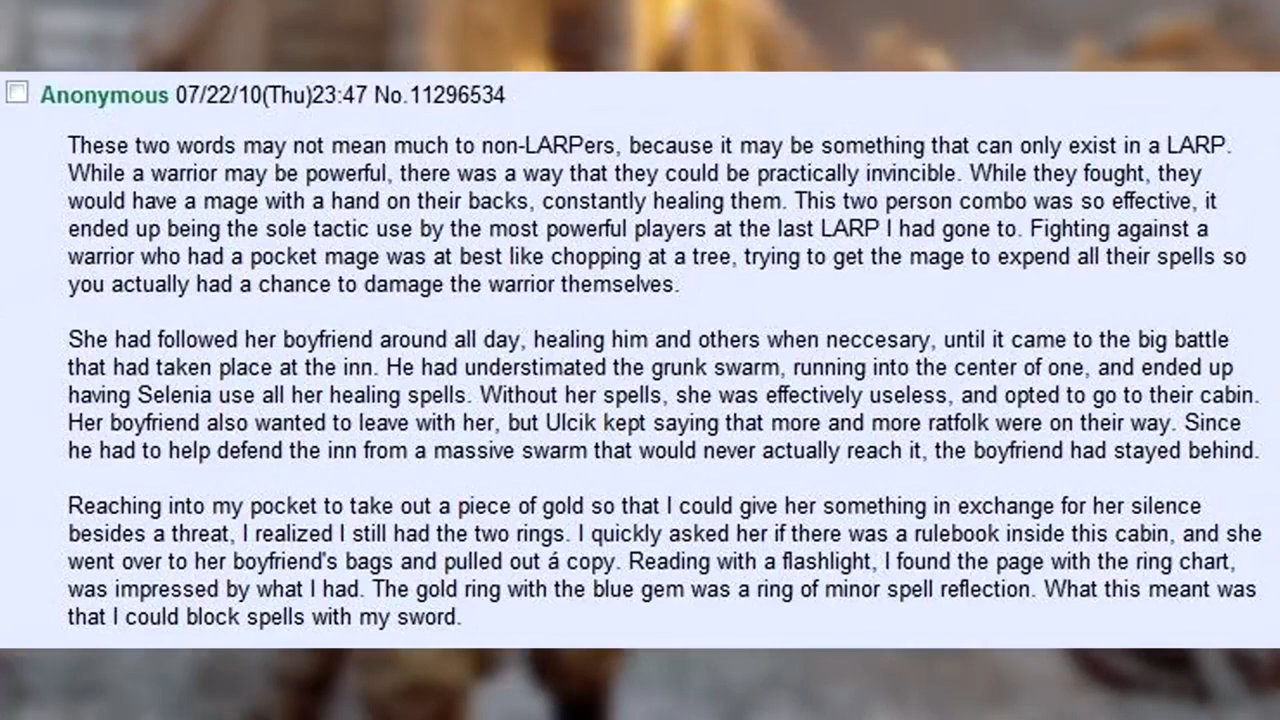 Anonymous 07/22/10(Thu)23:47 No.11296534
These two words may not mean much to non-LARPers, because it may be something that can only exist in a LARP.
While a warrior may be powerful, there was a way that they could be practically invincible. While they fought, they
would have a mage with a hand on their backs, constantly healing them. This two person combo was so effective, it
ended up being the sole tactic use by the most powerful players at the last LARP I had gone to. Fighting against a
warrior who had a pocket mage was at best like chopping at a tree, trying to get the mage to expend all their spells so
you actually had a chance to damage the warrior themselves.
She had followed her boyfriend around all day, healing him and others when neccesary, until it came to the big battle
that had taken place at the inn. He had understimated the grunk swarm, running into the center of one, and ended up
having Selenia use all her healing spells. Without her spells, she was effectively useless, and opted to go to their cabin.
Her boyfriend also wanted to leave with her, but Ulcik kept saying that more and more ratfolk were on their way. Since
he had to help defend the inn from a massive swarm that would never actually reach it, the boyfriend had stayed behind.
Reaching into my pocket to take out a piece of gold so that I could give her something in exchange for her silence
besides a threat, I realized I still had the two rings. I quickly asked her if there was a rulebook inside this cabin, and she
went over to her boyfriend's bags and pulled out á copy. Reading with a flashlight, I found the page with the ring chart,
was impressed by what I had. The gold ring with the blue gem was a ring of minor spell reflection. What this meant was
that I could block spells with my sword.